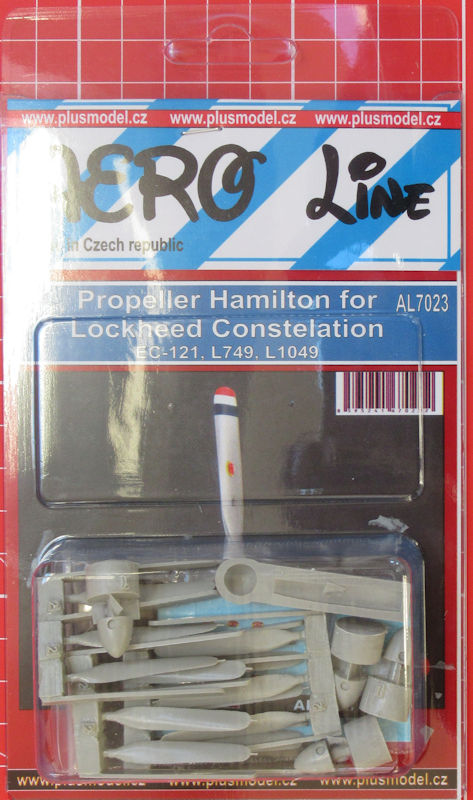 www.plusmodel.cz www.plusmodel.cz www.plusmodel.cz
AERO LINE
in Czech republic
Propeller Hamilton for AL7023
Lockheed Constelation
EC-121, L749, L1049
www.plusmodel.cz www.plusmodel.cz www.plusmodel.cz